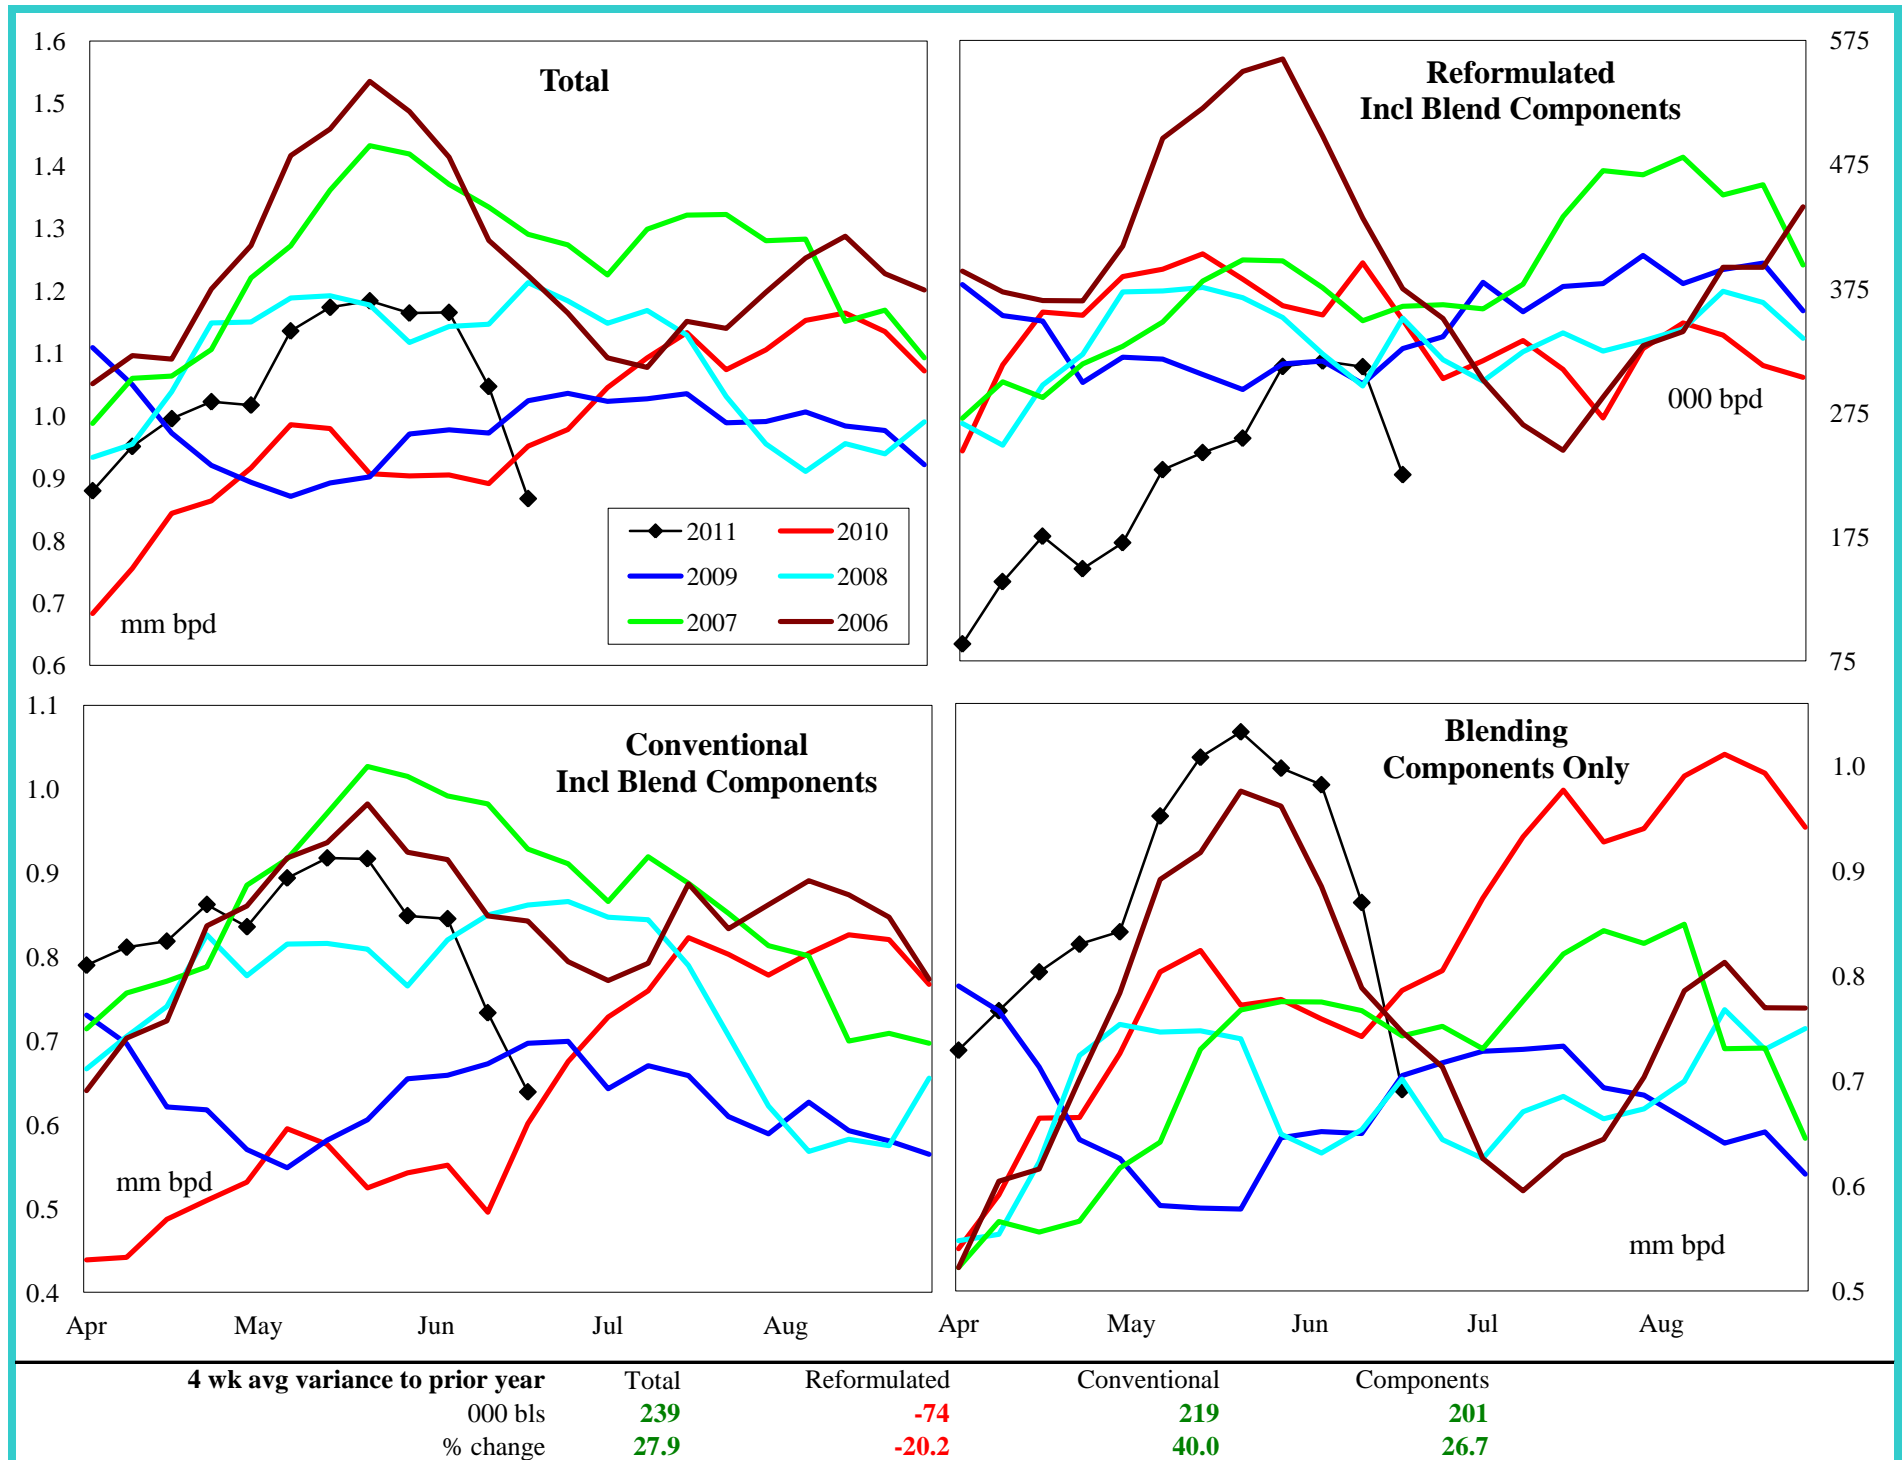 Total
1.6
1.5
1.4
1.3
1.2
1.1
1.0
0.9
0.8
0.7
0.6
mm bpd
2011 2010
2009 2008
2007 2006
Reformulated
Incl Blend Components
575
475
375
275
175
75
000 bpd
Conventional
Incl Blend Components
1.1
1.0
0.9
0.8
0.7
0.6
0.5
0.4
mm bpd
Apr May Jun Jul Aug
Blending
Components Only
1.0
0.9
0.8
0.7
0.6
0.5
mm bpd
Apr May Jun Jul Aug
4 wk avg variance to prior year Total Reformulated Conventional Components
000 bls 239 -74 219 201
% change 27.9 -20.2 40.0 26.7